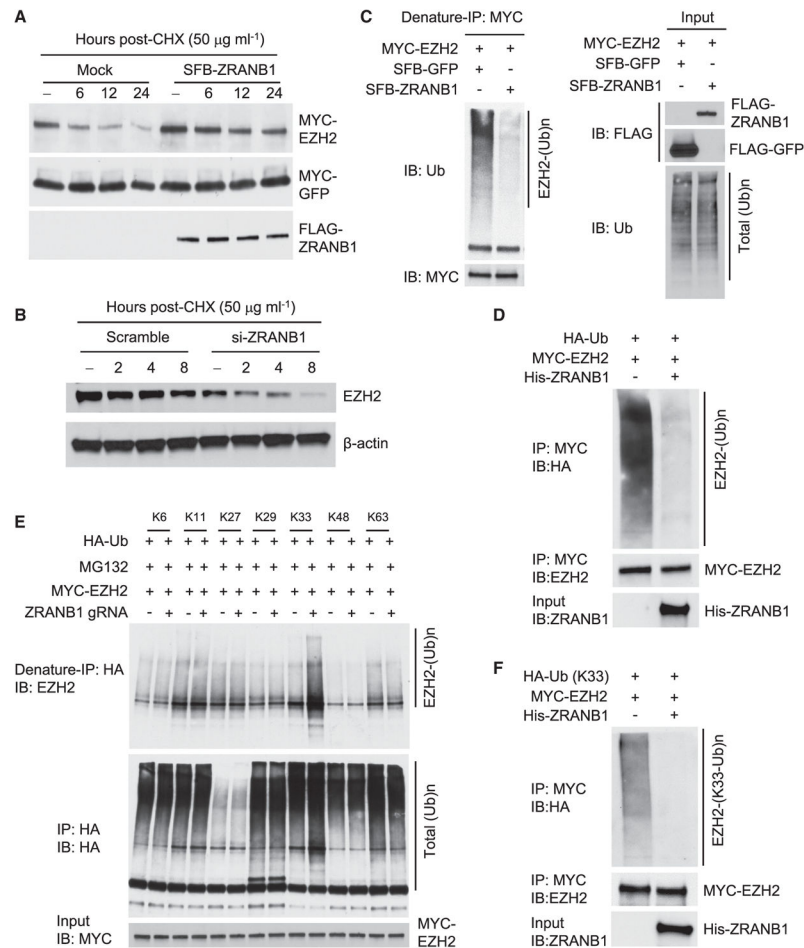 A
Hours post-CHX (50 μg ml-1)
Mock SFB-ZRANB1
– 6 12 24 – 6 12 24
MYC-
EZH2
MYC-
GFP
FLAG-
ZRANB1
B
Hours post-CHX (50 μg ml-1)
Scramble si-ZRANB1
– 2 4 8 – 2 4 8
EZH2
β-actin
C
Denature-IP: MYC
MYC-EZH2 + +
SFB-GFP + -
SFB-ZRANB1 - +
IB: Ub
EZH2-(Ub)n
IB: MYC
Input
MYC-EZH2 + +
SFB-GFP + -
SFB-ZRANB1 - +
IB: FLAG
FLAG-
ZRANB1
FLAG-GFP
IB: Ub
Total (Ub)n
D
HA-Ub + +
MYC-EZH2 + +
His-ZRANB1 - +
IP: MYC
IB:HA
EZH2-(Ub)n
IP: MYC
IB:EZH2
MYC-EZH2
Input
IB:ZRANB1
His-ZRANB1
E
K6 K11 K27 K29 K33 K48 K63
HA-Ub + + + + + + + + + + + + + +
MG132 + + + + + + + + + + + + + +
MYC-EZH2 + + + + + + + + + + + + + +
ZRANB1 gRNA - + - + - + - + - + - + - +
Denature-IP: HA
IB: EZH2
EZH2-(Ub)n
IP: HA
IB: HA
Total (Ub)n
Input
IB: MYC
MYC-
EZH2
F
HA-Ub (K33) + +
MYC-EZH2 + +
His-ZRANB1 - +
IP: MYC
IB:HA
EZH2-(K33-Ub)n
IP: MYC
IB:EZH2
MYC-EZH2
Input
IB:ZRANB1
His-ZRANB1